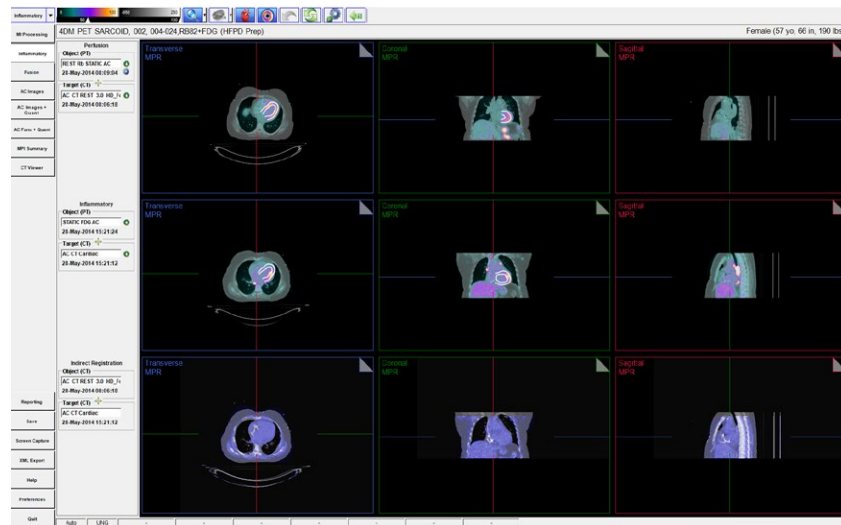 Inflammatory
4DM PET SARCOID, 002, 004-024,RB82+FDG (HFPD Prep)
Female (57 yo, 66 in, 190 lbs
MI Processing
Inflammatory
Fusion
AC Images
AC Images +
Quant
AC Func + Quant
MPI Summary
CT Viewer
Reporting
Save
Screen Capture
XML Export
Help
Preferences
Quit
Perfusion
Object (PT)
REST Rb STATIC AC
28-May-2014 08:09:04
Target (CT)
AC CT REST 3.0 HD_Fc
28-May-2014 08:06:18
Transverse
MPR
Coronal
MPR
Sagittal
MPR
Inflammatory
Object (PT)
STATIC FDG AC
28-May-2014 15:21:24
Target (CT)
AC CT Cardiac
28-May-2014 15:21:12
Transverse
MPR
Coronal
MPR
Sagittal
MPR
Indirect Registration
Object (CT)
AC CT REST 3.0 HD_Fc
28-May-2014 08:06:18
Target (CT)
AC CT Cardiac
28-May-2014 15:21:12
Transverse
MPR
Coronal
MPR
Sagittal
MPR
Auto
UNG